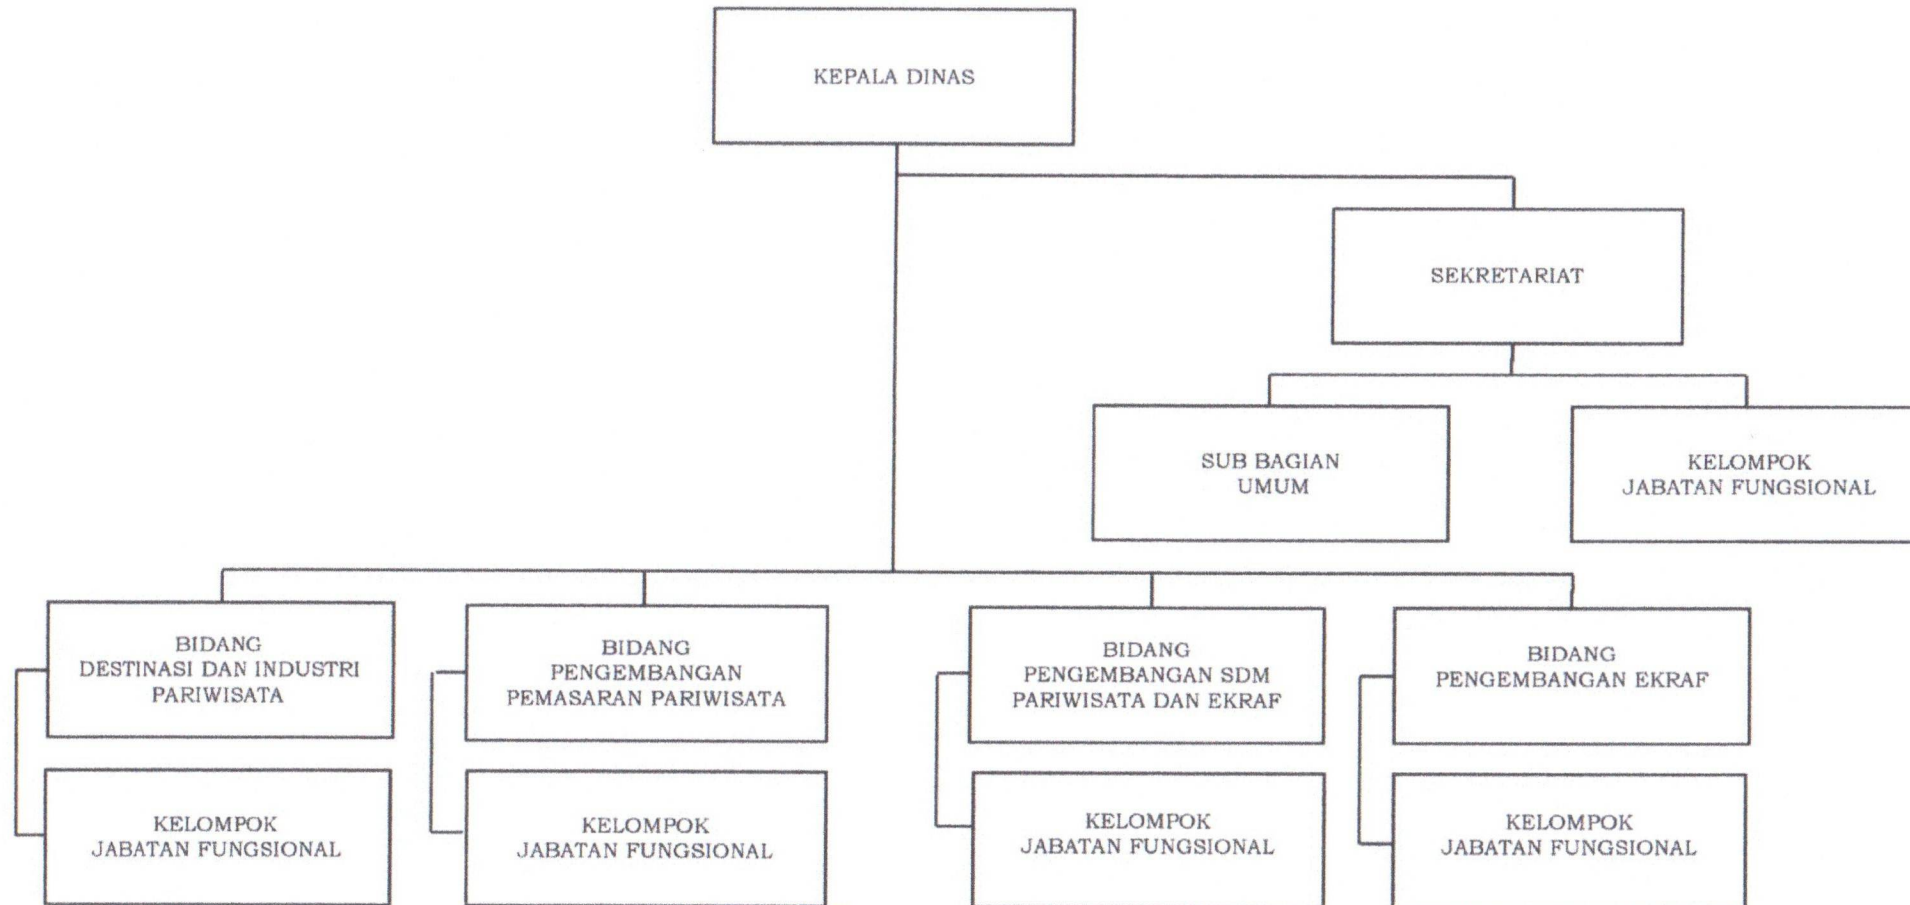 KEPALA DINAS
SEKRETARIAT
SUB BAGIAN
UMUM
KELOMPOK
JABATAN FUNGSIONAL
BIDANG
DESTINASI DAN INDUSTRI
PARIWISATA
BIDANG
PENGEMBANGAN
PEMASARAN PARIWISATA
BIDANG
PENGEMBANGAN SDM
PARIWISATA DAN EKRAF
BIDANG
PENGEMBANGAN EKRAF
KELOMPOK
JABATAN FUNGSIONAL
KELOMPOK
JABATAN FUNGSIONAL
KELOMPOK
JABATAN FUNGSIONAL
KELOMPOK
JABATAN FUNGSIONAL